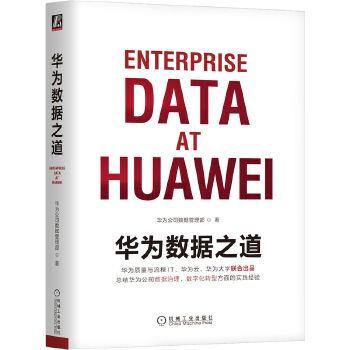 华为数据之道
ENTERPRISE
DATA
AT
HUAWEI
华为公司数据管理部 著
ENTERPRISE
DATA
AT
HUAWEI
华为公司数据管理部 ◎ 著
华为数据之道
华为质量与流程IT、华为云、华为大学联合出品
总结华为公司数据治理、数字化转型方面的实践经验
机械工业出版社
CHINA MACHINE PRESS